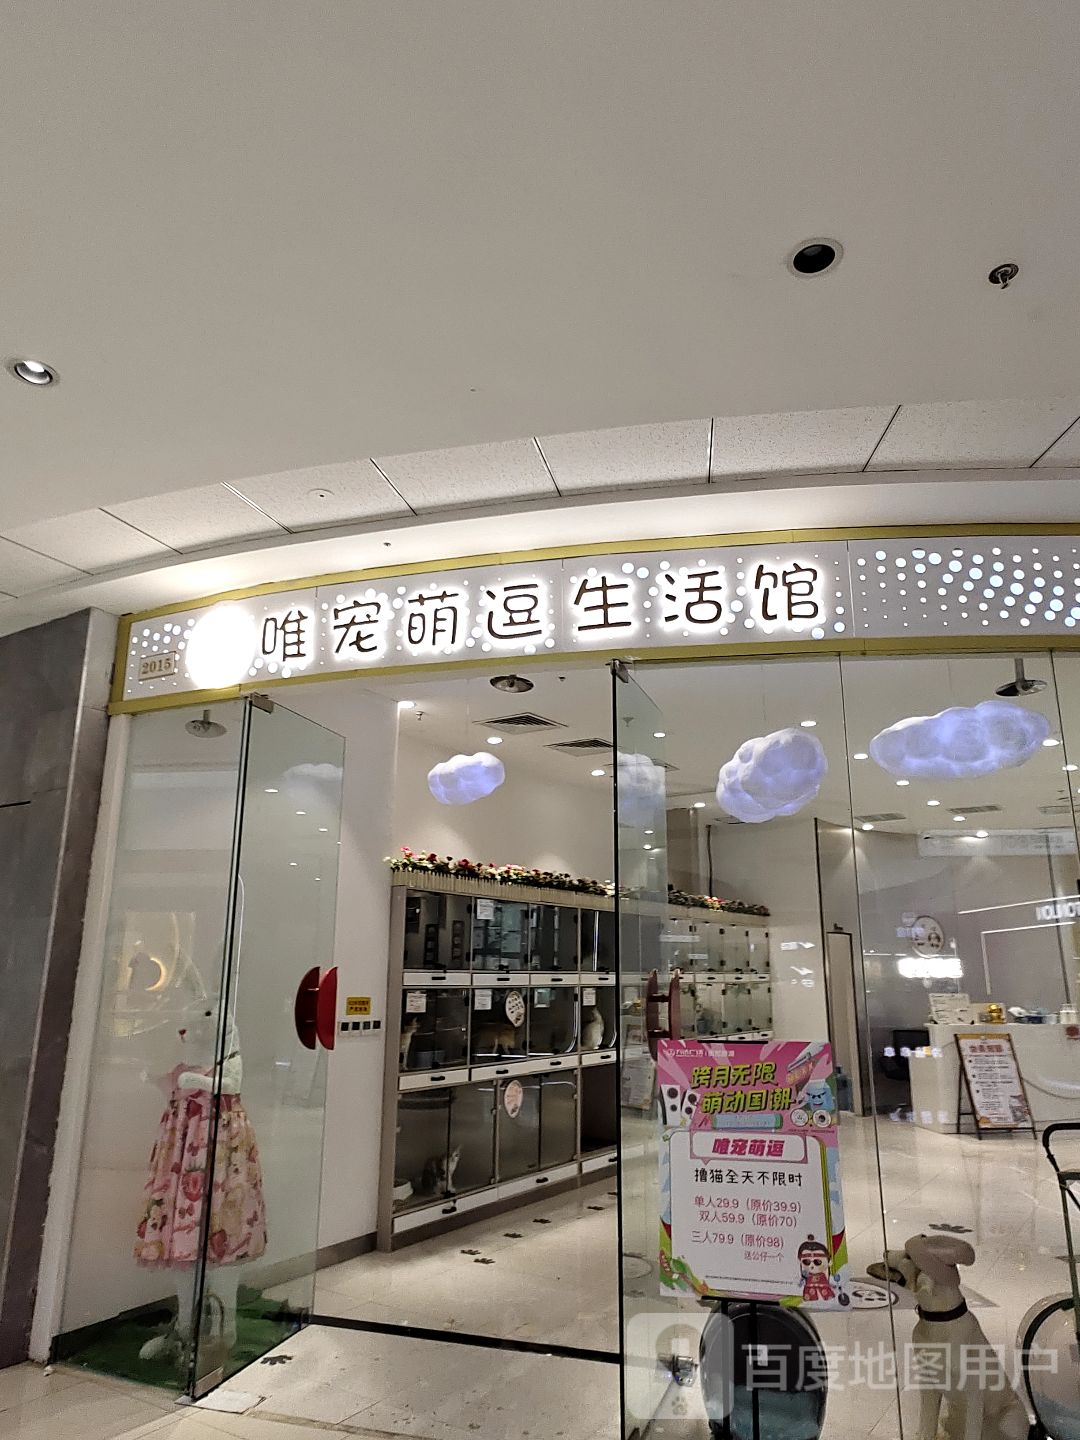 唯宠萌逗生活馆
2015
跨月无限
萌动国潮
唯宠萌逗
撸猫全天不限时
单人29.9（原价39.9）
双人59.9（原价70）
三人79.9（原价98）
送公仔一个
百度地图用户